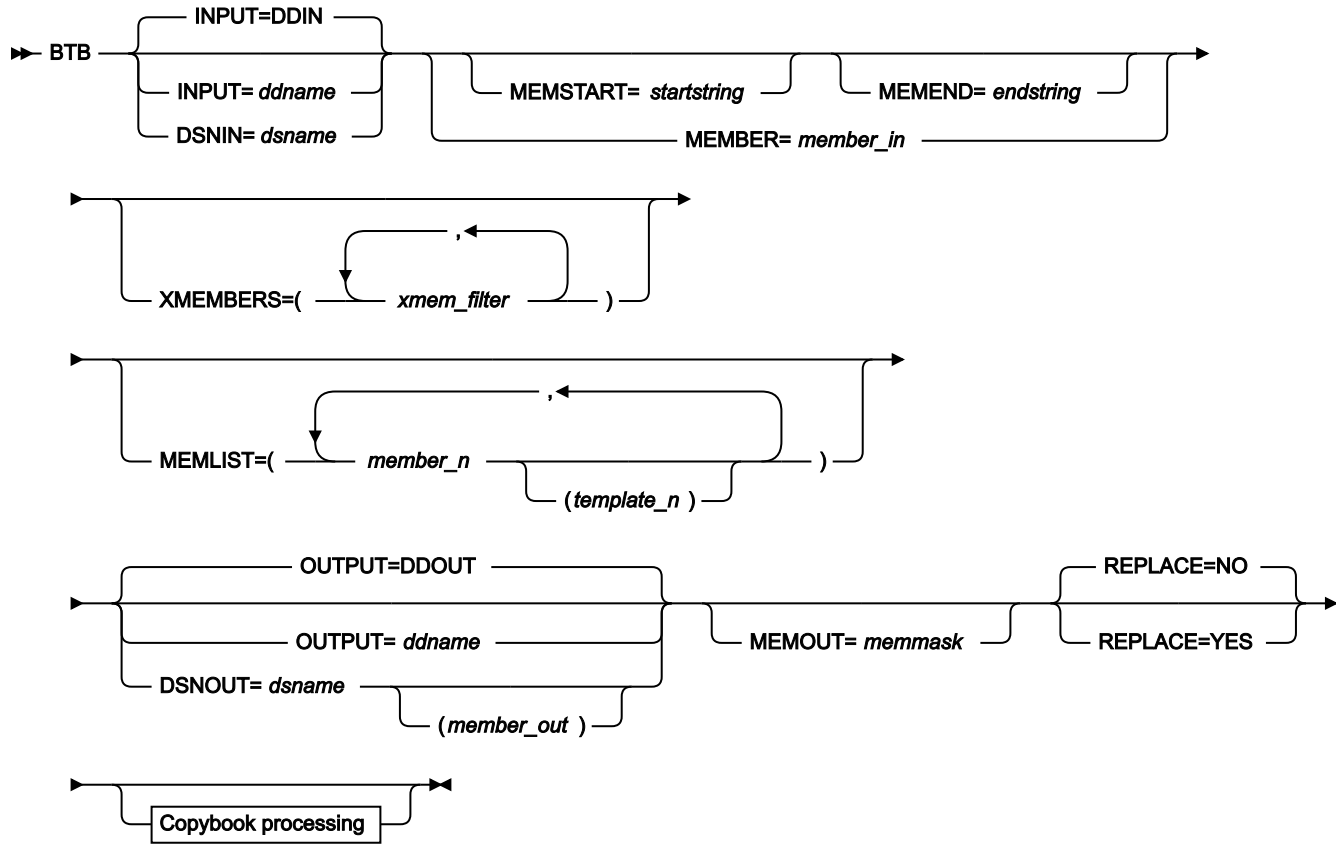 INPUT=DDIN
BTB
INPUT= ddname
DSNIN= dsname
MEMSTART= startstring
MEMEND= endstring
MEMBER= member_in
,
XMEMBERS=( xmem_filter )
,
MEMLIST=( member_n )
(template_n )
OUTPUT=DDOUT
OUTPUT= ddname
DSNOUT= dsname
(member_out )
MEMOUT= memmask
REPLACE=NO
REPLACE=YES
Copybook processing